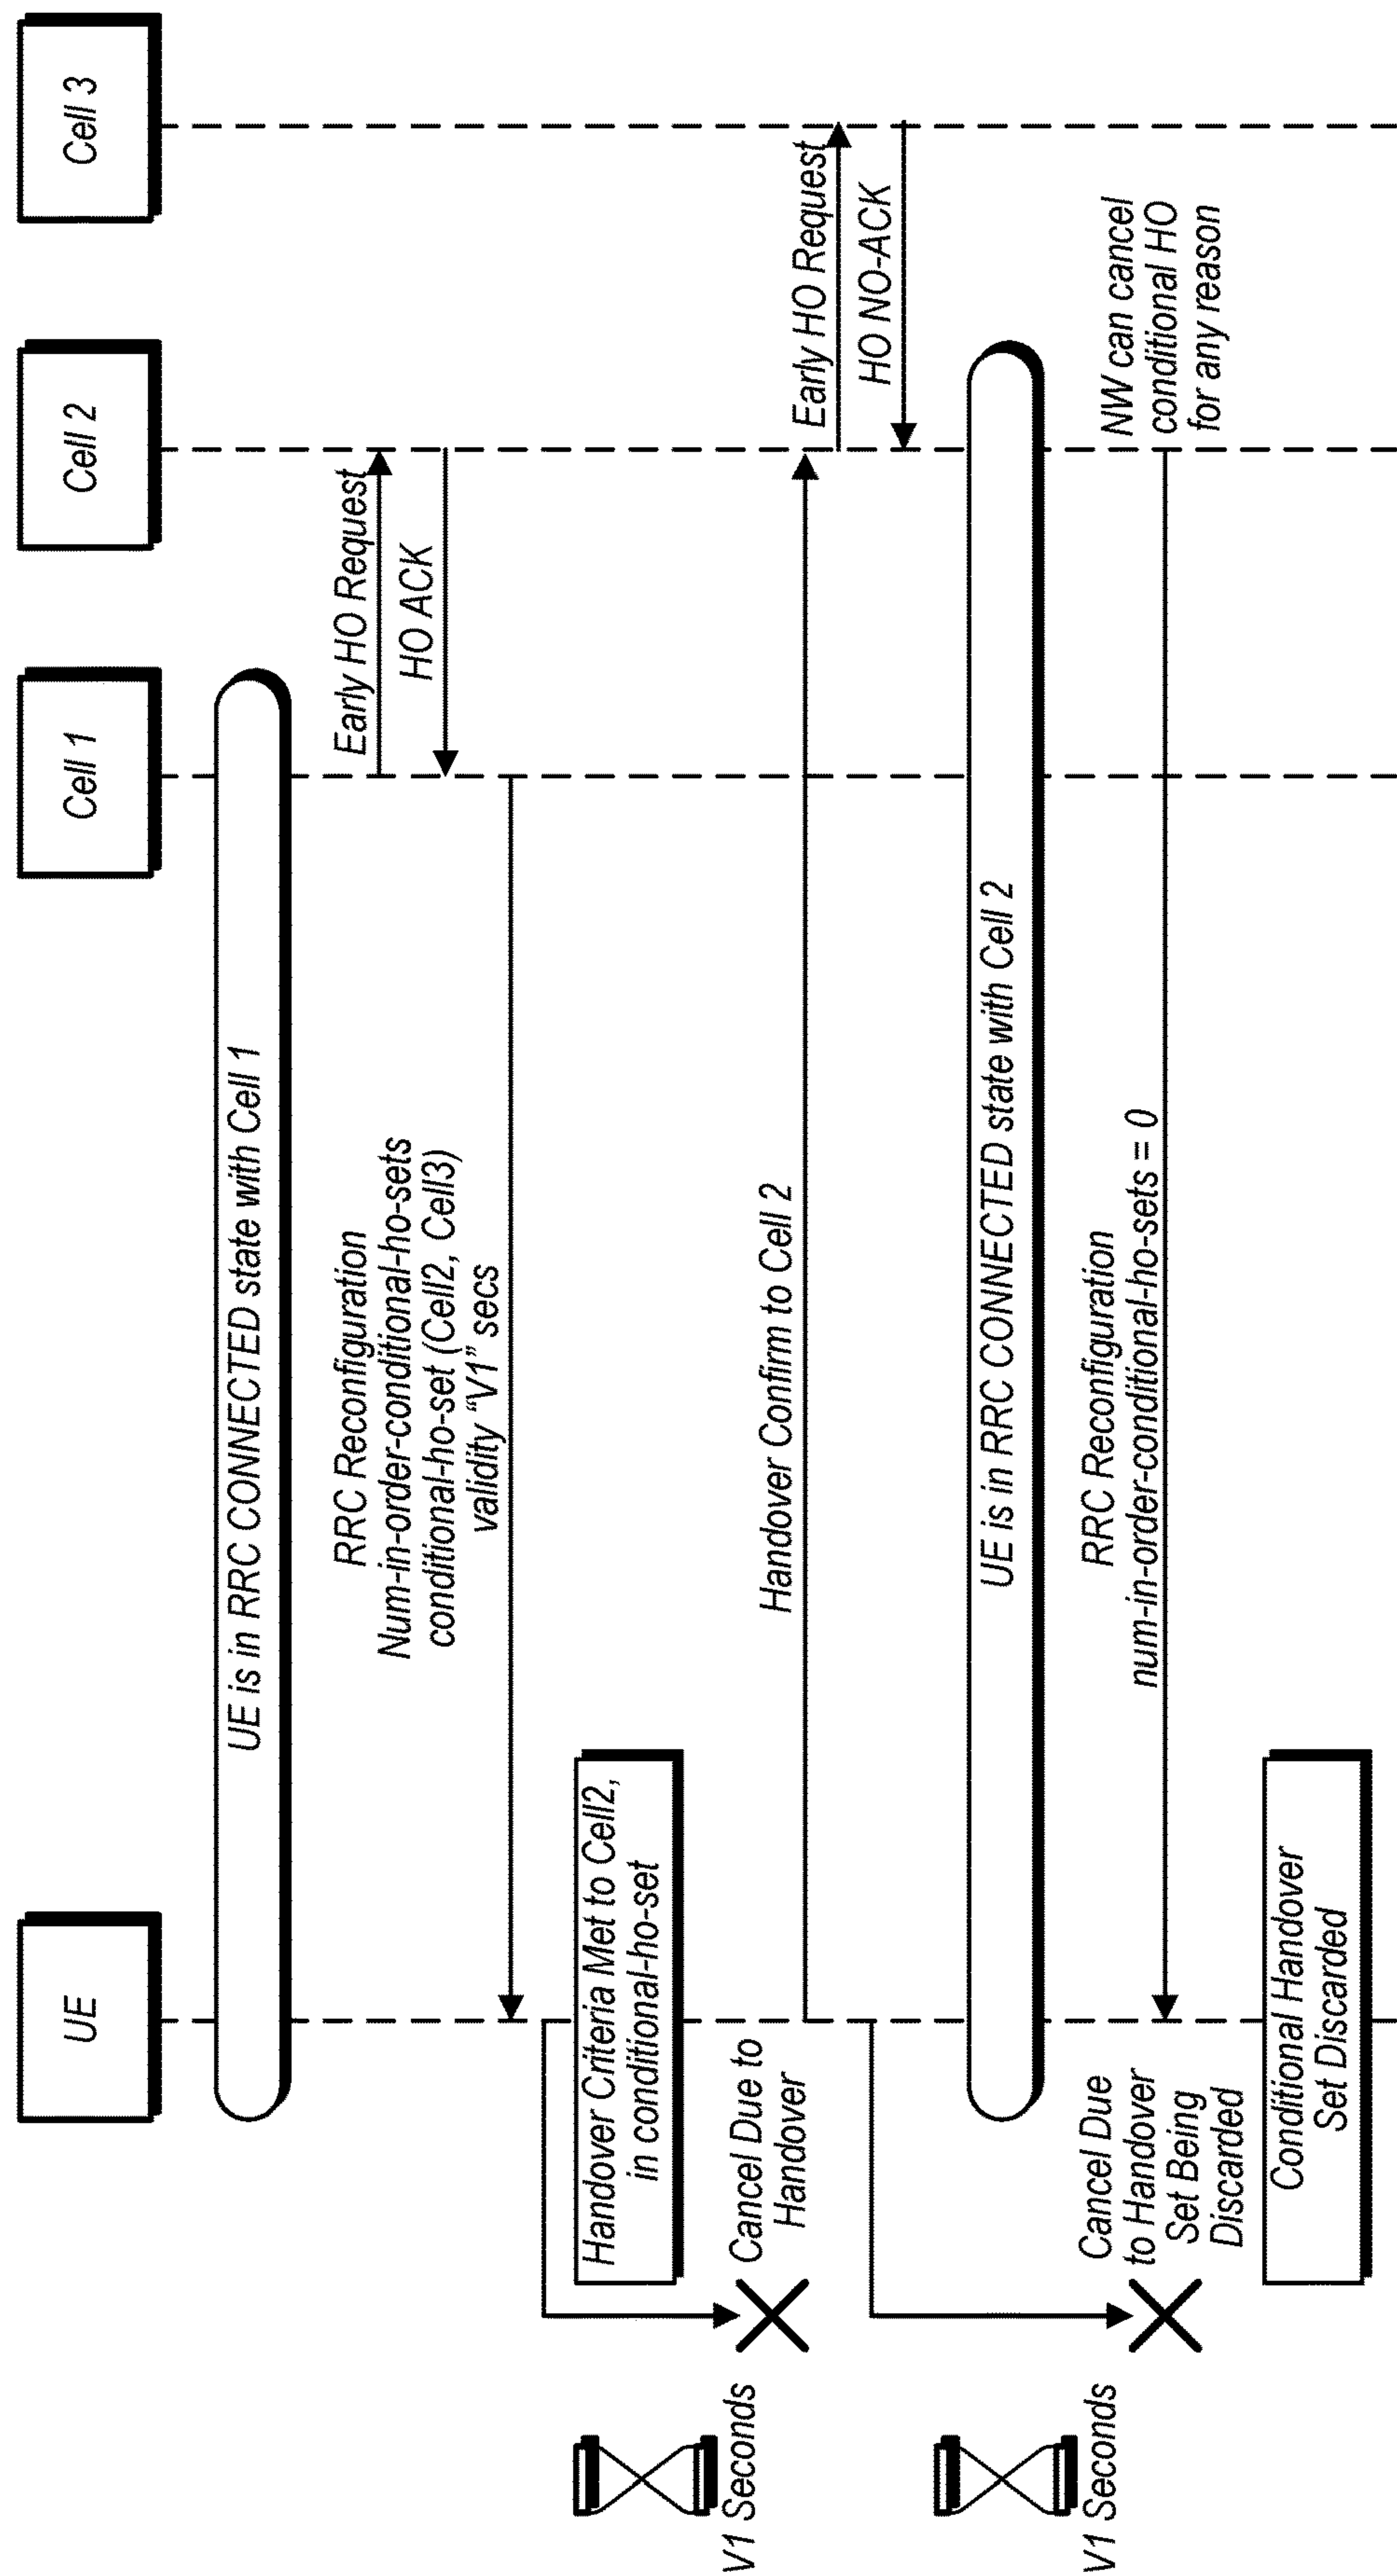 UE
Cell 1
Cell 2
Cell 3
UE is in RRC CONNECTED state with Cell 1
Early HO Request
HO ACK
RRC Reconfiguration
Num-in-order-conditional-ho-sets
conditional-ho-set (Cell2, Cell3)
validity “V1” secs
V1 Seconds
Handover Criteria Met to Cell2,
in conditional-ho-set
Cancel Due to
Handover
Handover Confirm to Cell 2
Early HO Request
HO NO-ACK
UE is in RRC CONNECTED state with Cell 2
V1 Seconds
Cancel Due
to Handover
Set Being
Discarded
RRC Reconfiguration
num-in-order-conditional-ho-sets = 0
NW can cancel
conditional HO
for any reason
Conditional Handover
Set Discarded